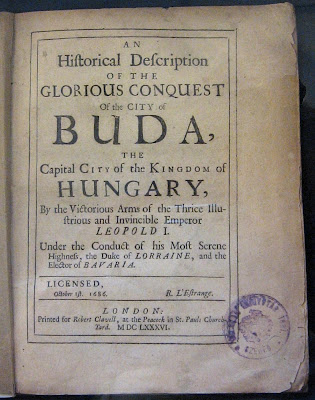 AN
Historical Description
OF THE
GLORIOUS CONQUEST
Of the CITY of
BUDA,
THE
Capital CITY of the KINGDOM of
HUNGARY,
By the Victorious Arms of the Thrice Illu-
strious and Invincible Emperor
LEOPOLD I.
Under the Conduct of his Most Serene
Highness, the Duke of LORRAINE, and the
Elector of BAVARIA.
LICENSED,
October 1st. 1686. R. L'Estrange.
LONDON:
Printed for Robert Clavell, at the Peacock in St. Pauls Church-
Yard. M DC LXXXVI.